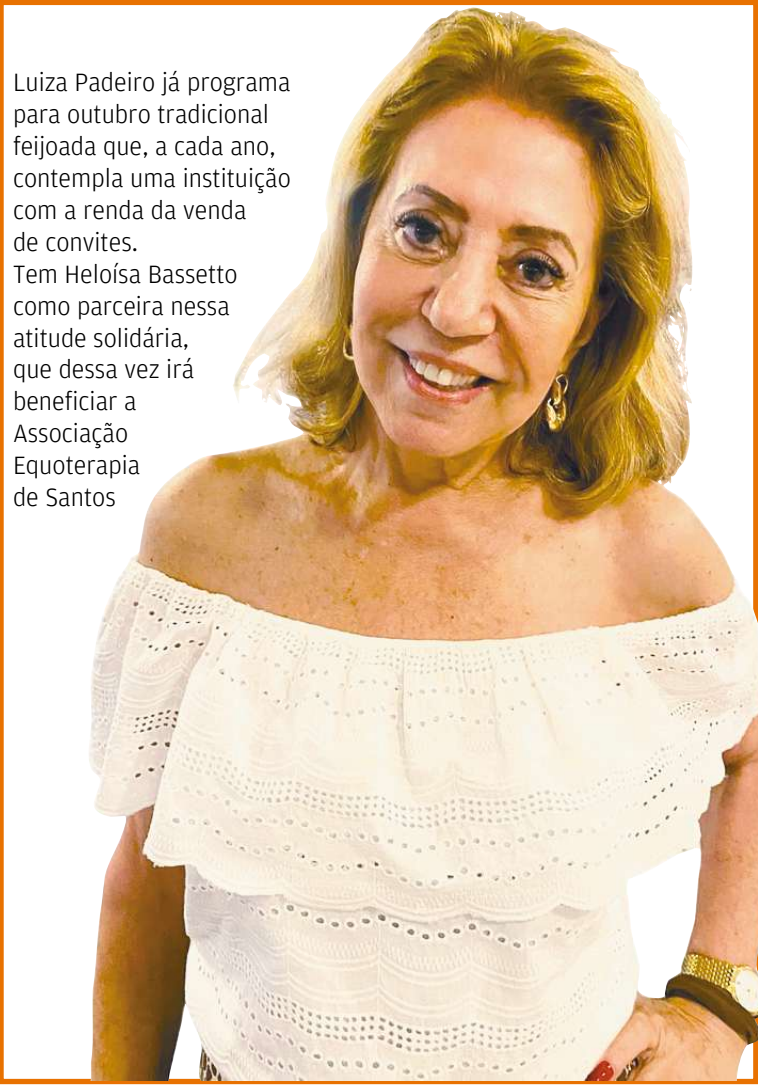 Luiza Padeiro já programa
para outubro tradicional
feijoada que, a cada ano,
contempla uma instituição
com a renda da venda
de convites.
Tem Heloísa Bassetto
como parceira nessa
atitude solidária,
que dessa vez irá
beneficiar a
Associação
Equoterapia
de Santos